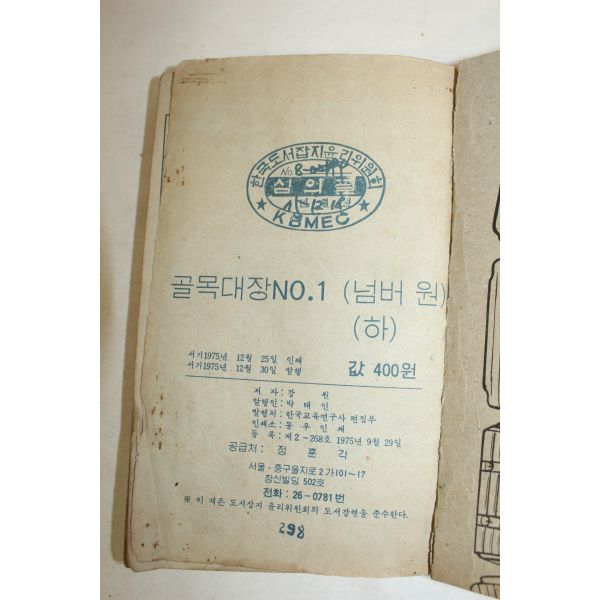 한국도서잡지윤리위원회
No 8-
심의필
12.18
★ KBMEC ★
골목대장NO.1 (넘버 원)
(하)
서기1975년 12월 25일 인쇄
서기1975년 12월 30일 발행
값 400원
저 자:강 원
발행인:박 태 인
발행처:한국교육연구사 편집부
인쇄소:동 우 인 쇄
등 록:제2-268호 1975년 9월 29일
공급처: 정 훈 각
서울·중구을지로2가101-17
장신빌딩 502호
전화:26-0781번
※ 이 책은 도서잡지 윤리위원회의 도서강령을 준수한다.
298